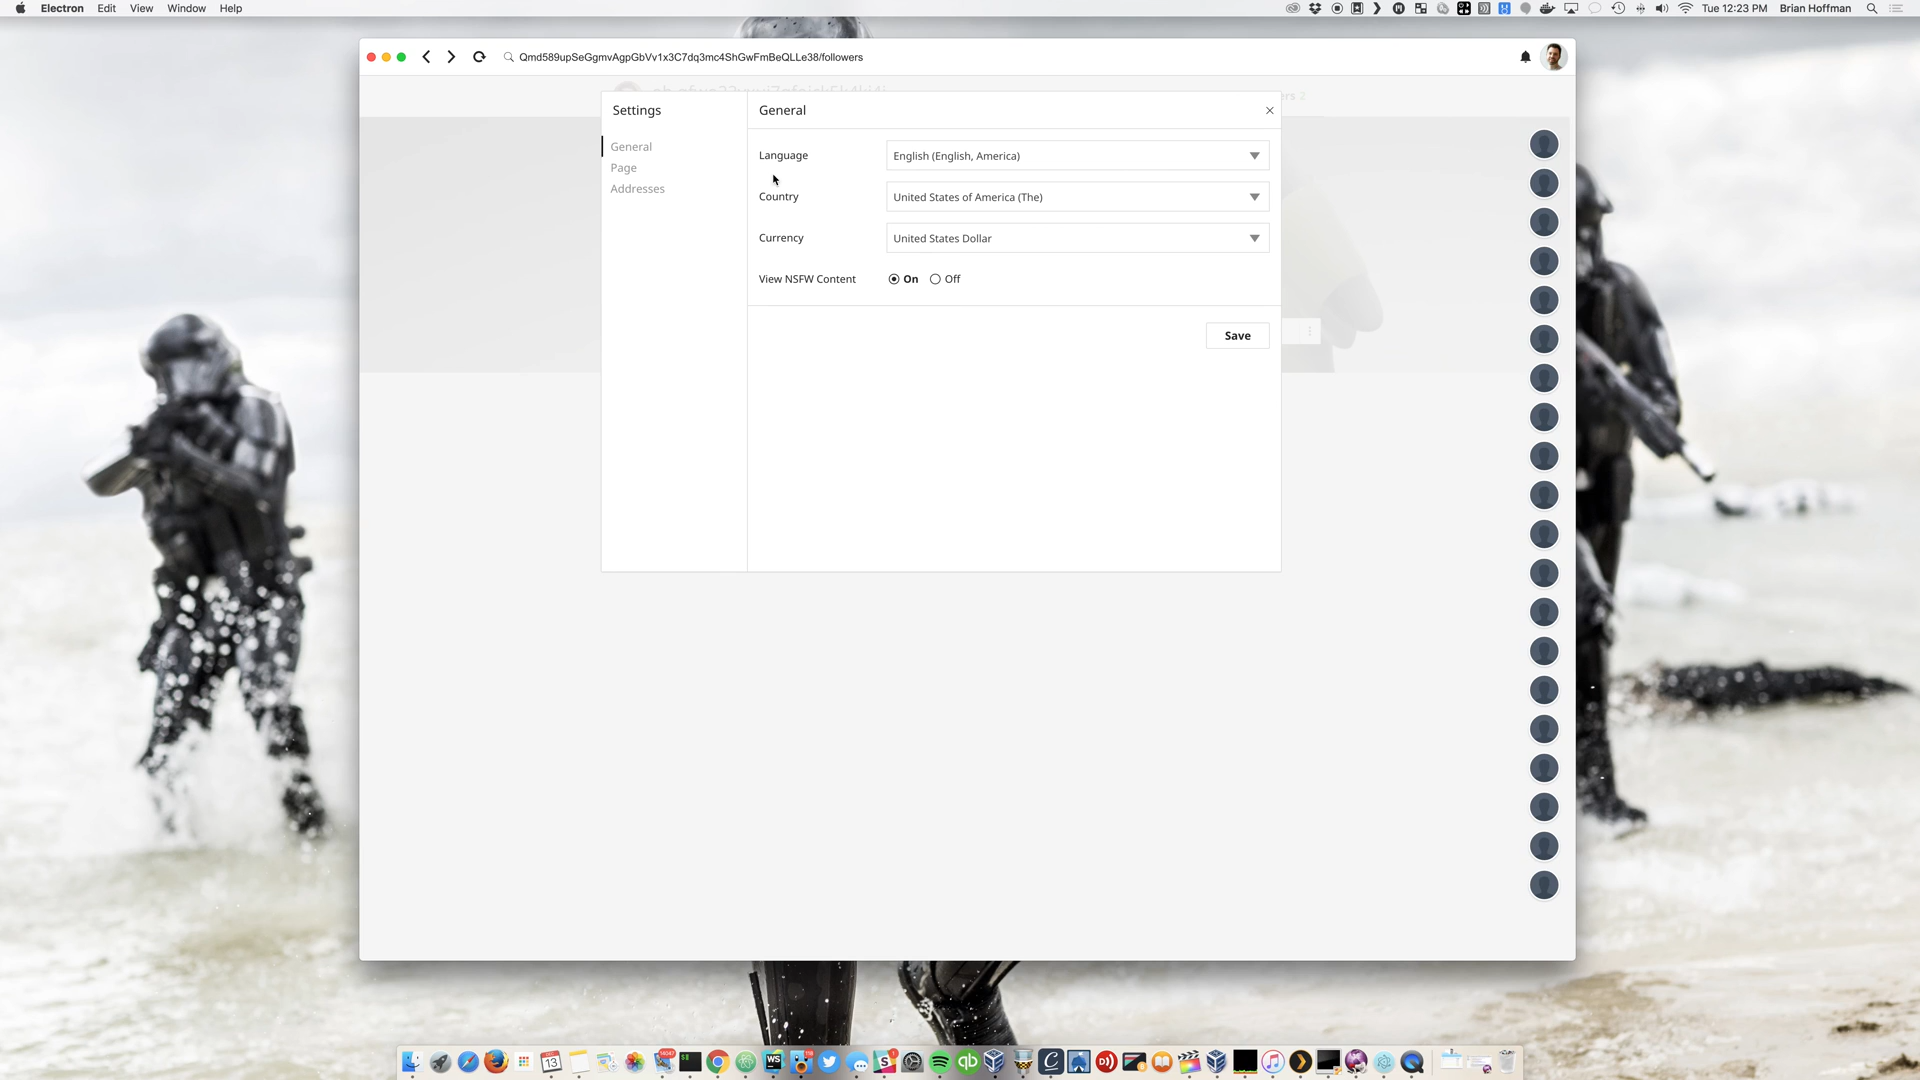 Electron Edit View Window Help
Tue 12:23 PM Brian Hoffman
Qmd589upSeGgmvAgpGbVv1x3C7dq3mc4ShGwFmBeQLLe38/followers
Settings
General
Page
Addresses
General
Language
English (English, America)
Country
United States of America (The)
Currency
United States Dollar
View NSFW Content
On
Off
Save
13
WS